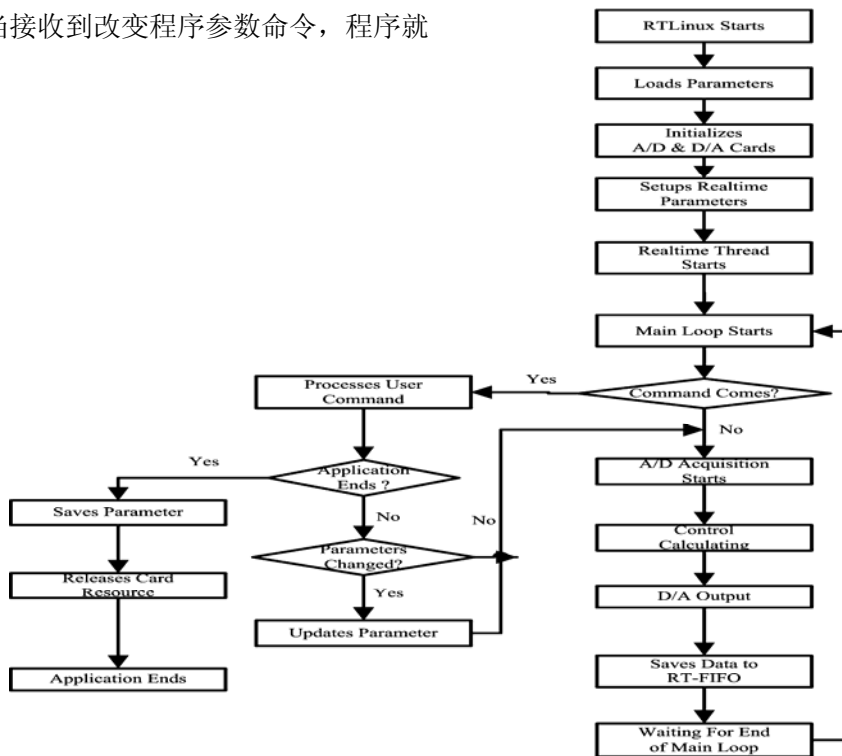 当接收到改变程序参数命令，程序就
RTLinux Starts
Loads Parameters
Initializes
A/D & D/A Cards
Setups Realtime
Parameters
Realtime Thread
Starts
Main Loop Starts
Command Comes?
Yes
No
Processes User
Command
Application
Ends ?
Yes
No
Saves Parameter
Releases Card
Resource
Application Ends
Parameters
Changed?
No
Yes
Updates Parameter
A/D Acquisition
Starts
Control
Calculating
D/A Output
Saves Data to
RT-FIFO
Waiting For End
of Main Loop